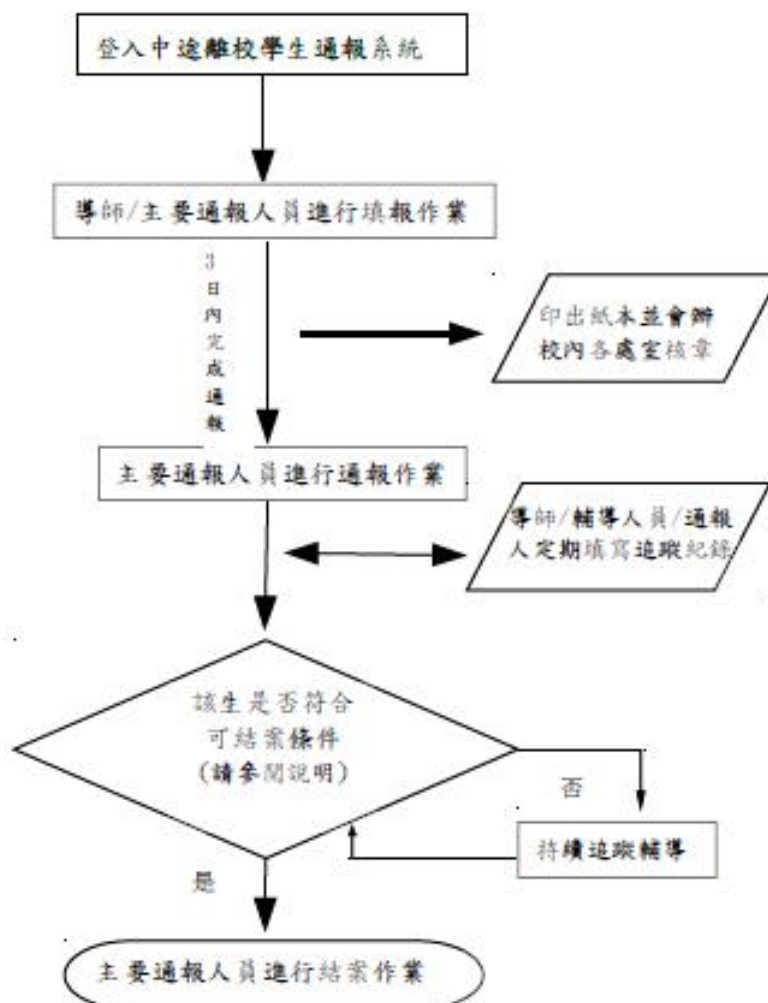 登入中途離校學生通報系統
導師/主要通報人員進行填報作業
3日內完成通報
印出紙本並會辦
校內各處室核章
主要通報人員進行通報作業
導師/輔導人員/通報
人定期填寫追蹤紀錄
該生是否符合
可結案條件
(請參閱說明)
否
持續追蹤輔導
是
主要通報人員進行結案作業